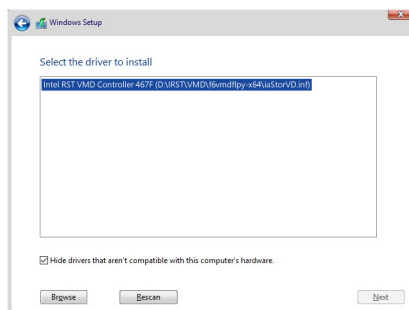 Windows Setup
Select the driver to install
Intel RST VMD Controller 467F (D:\IRST\VMD\f6vmdflpy-x64\iaStorVD.inf)
Hide drivers that aren't compatible with this computer's hardware.
Browse
Rescan
Next